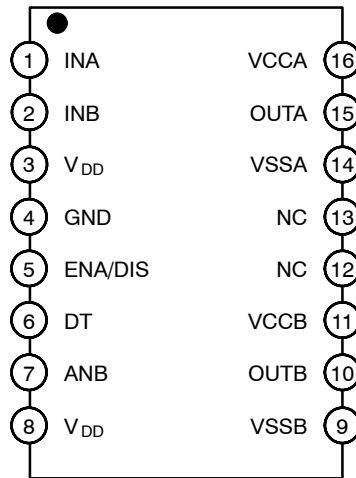 1 INA VCCA 16
2 INB OUTA 15
3 VDD VSSA 14
4 GND NC 13
5 ENA/DIS NC 12
6 DT VCCB 11
7 ANB OUTB 10
8 VDD VSSB 9